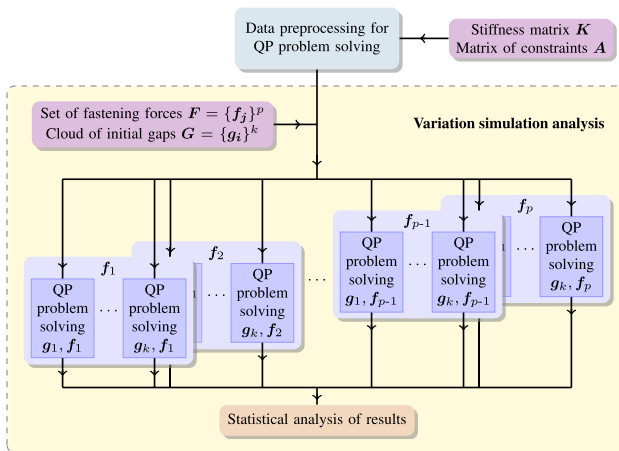 Data preprocessing for
QP problem solving
Stiffness matrix K
Matrix of constraints A
Set of fastening forces F = {f_j}^p
Cloud of initial gaps G = {g_i}^k
Variation simulation analysis
f_1
QP
problem
solving
g_1, f_1
...
QP
problem
solving
g_k, f_1
f_2
...
QP
problem
solving
g_k, f_2
...
f_{p-1}
QP
problem
solving
g_1, f_{p-1}
...
QP
problem
solving
g_k, f_{p-1}
f_p
...
QP
problem
solving
g_k, f_p
Statistical analysis of results